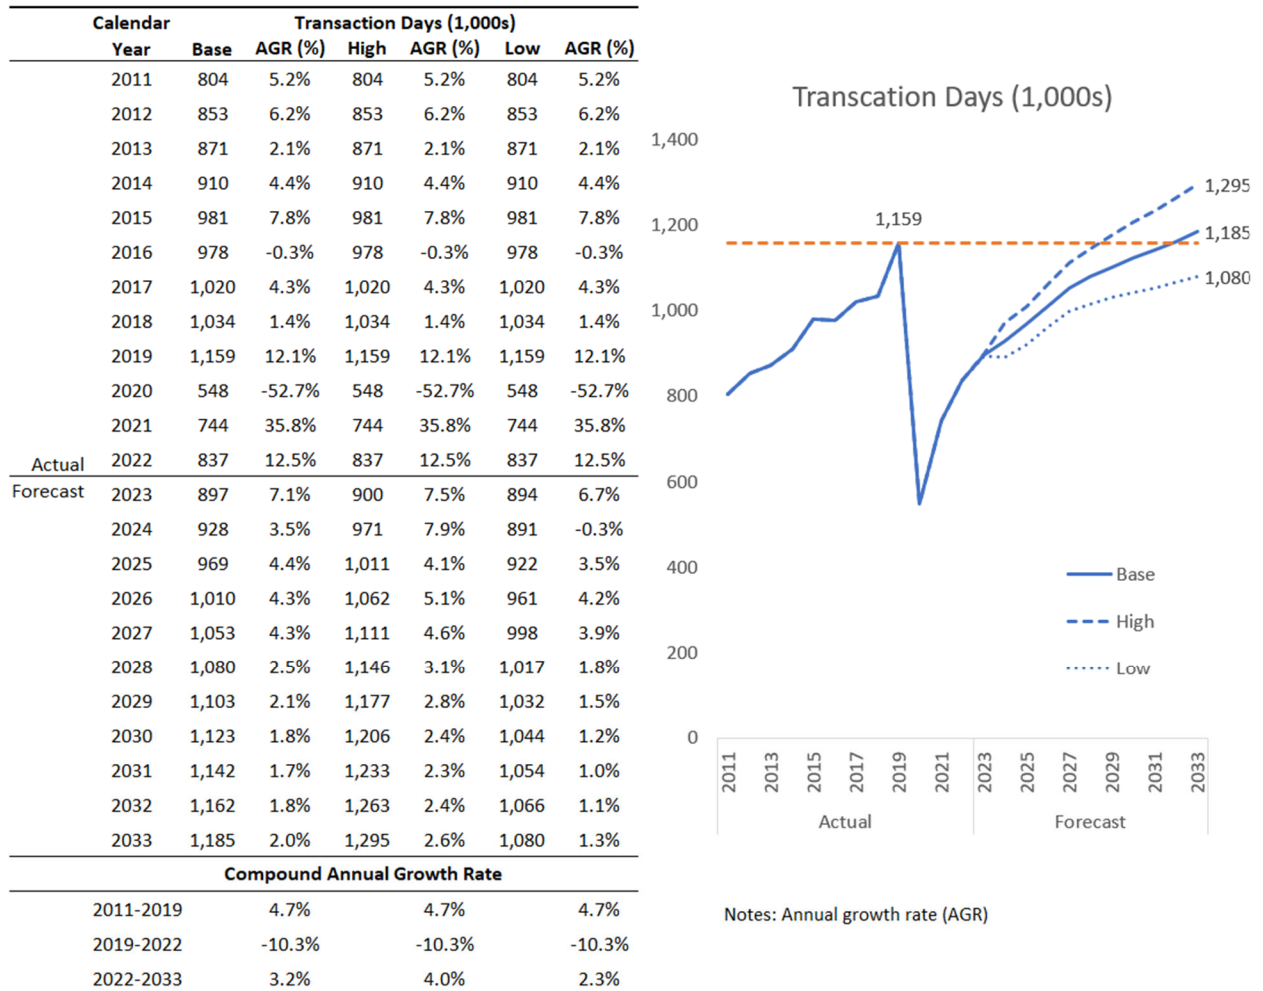 Calendar Transaction Days (1,000s)
Year Base AGR (%) High AGR (%) Low AGR (%)
2011 804 5.2% 804 5.2% 804 5.2%
2012 853 6.2% 853 6.2% 853 6.2%
2013 871 2.1% 871 2.1% 871 2.1%
2014 910 4.4% 910 4.4% 910 4.4%
2015 981 7.8% 981 7.8% 981 7.8%
2016 978 -0.3% 978 -0.3% 978 -0.3%
2017 1,020 4.3% 1,020 4.3% 1,020 4.3%
2018 1,034 1.4% 1,034 1.4% 1,034 1.4%
2019 1,159 12.1% 1,159 12.1% 1,159 12.1%
2020 548 -52.7% 548 -52.7% 548 -52.7%
2021 744 35.8% 744 35.8% 744 35.8%
Actual 2022 837 12.5% 837 12.5% 837 12.5%
Forecast 2023 897 7.1% 900 7.5% 894 6.7%
2024 928 3.5% 971 7.9% 891 -0.3%
2025 969 4.4% 1,011 4.1% 922 3.5%
2026 1,010 4.3% 1,062 5.1% 961 4.2%
2027 1,053 4.3% 1,111 4.6% 998 3.9%
2028 1,080 2.5% 1,146 3.1% 1,017 1.8%
2029 1,103 2.1% 1,177 2.8% 1,032 1.5%
2030 1,123 1.8% 1,206 2.4% 1,044 1.2%
2031 1,142 1.7% 1,233 2.3% 1,054 1.0%
2032 1,162 1.8% 1,263 2.4% 1,066 1.1%
2033 1,185 2.0% 1,295 2.6% 1,080 1.3%
Compound Annual Growth Rate
2011-2019 4.7% 4.7% 4.7%
2019-2022 -10.3% -10.3% -10.3%
2022-2033 3.2% 4.0% 2.3%
Transcation Days (1,000s)
1,400
1,200
1,000
800
600
400
200
0
1,159
1,295
1,185
1,080
Base
High
Low
2011 2013 2015 2017 2019 2021 2023 2025 2027 2029 2031 2033
Actual Forecast
Notes: Annual growth rate (AGR)